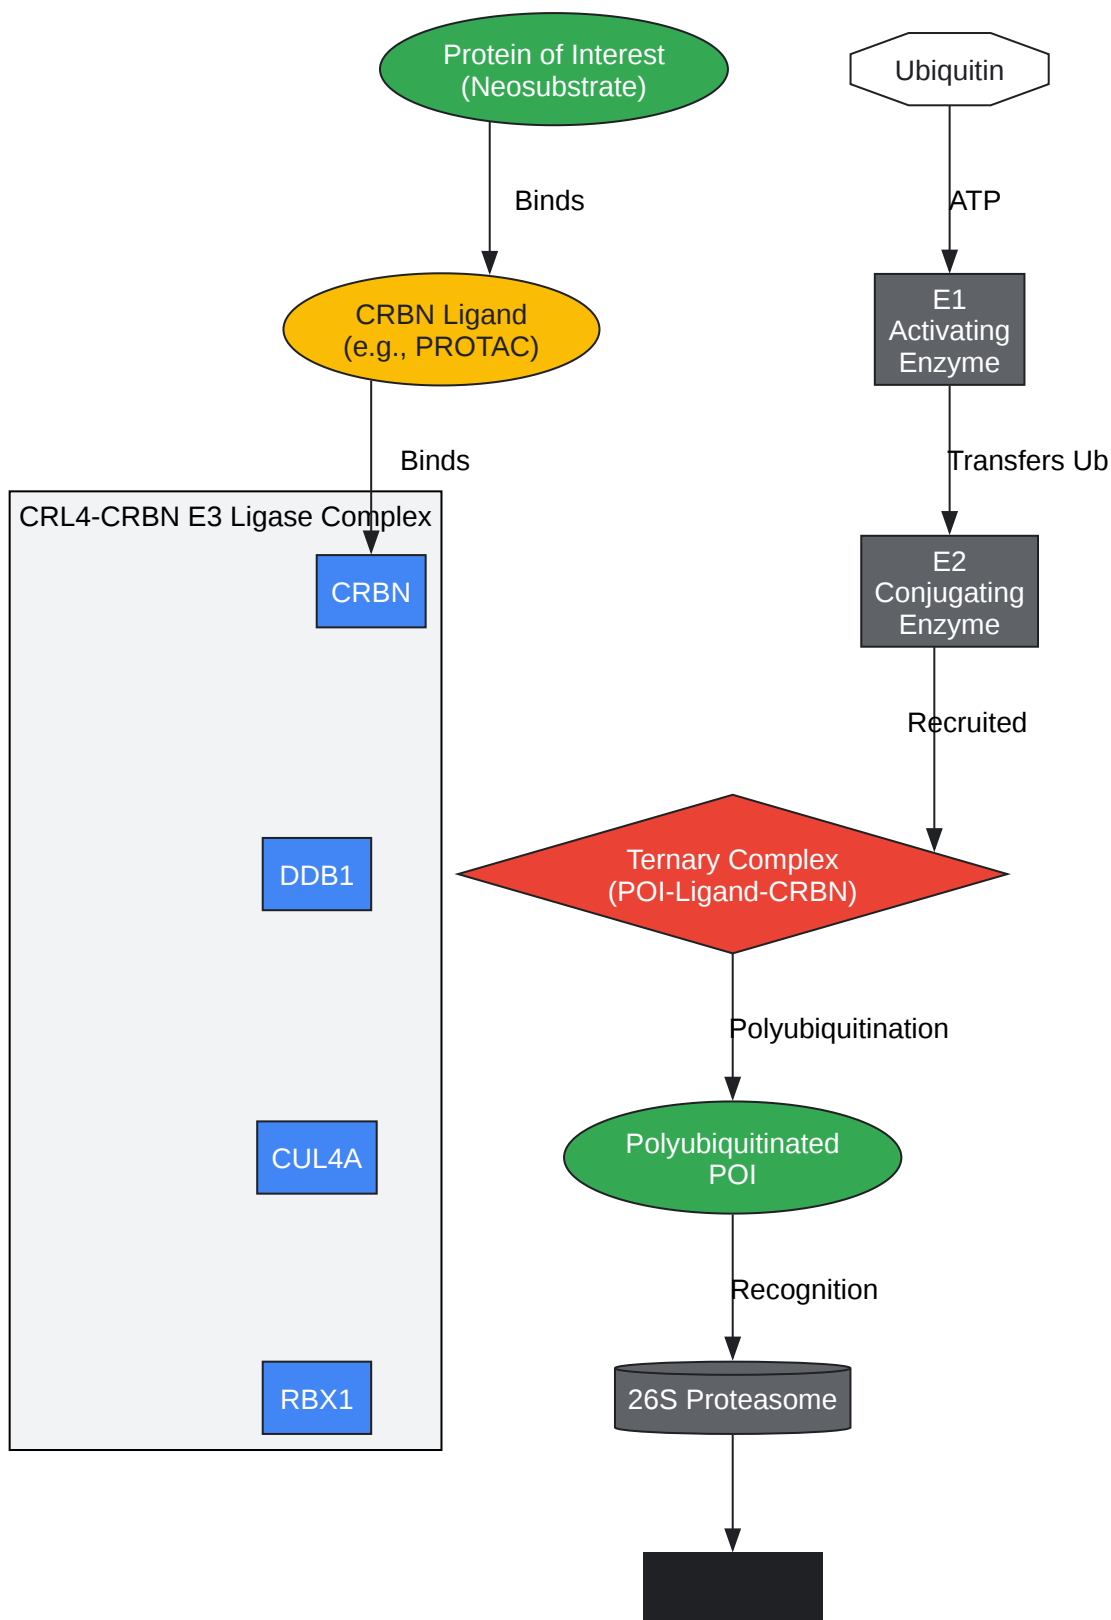 Protein of Interest
(Neosubstrate)
Ubiquitin
Binds
ATP
CRBN Ligand
(e.g., PROTAC)
E1
Activating
Enzyme
Binds
Transfers Ub
CRL4-CRBN E3 Ligase Complex
CRBN
E2
Conjugating
Enzyme
Recruited
DDB1
Ternary Complex
(POI-Ligand-CRBN)
Polyubiquitination
CUL4A
Polyubiquitinated
POI
Recognition
RBX1
26S Proteasome